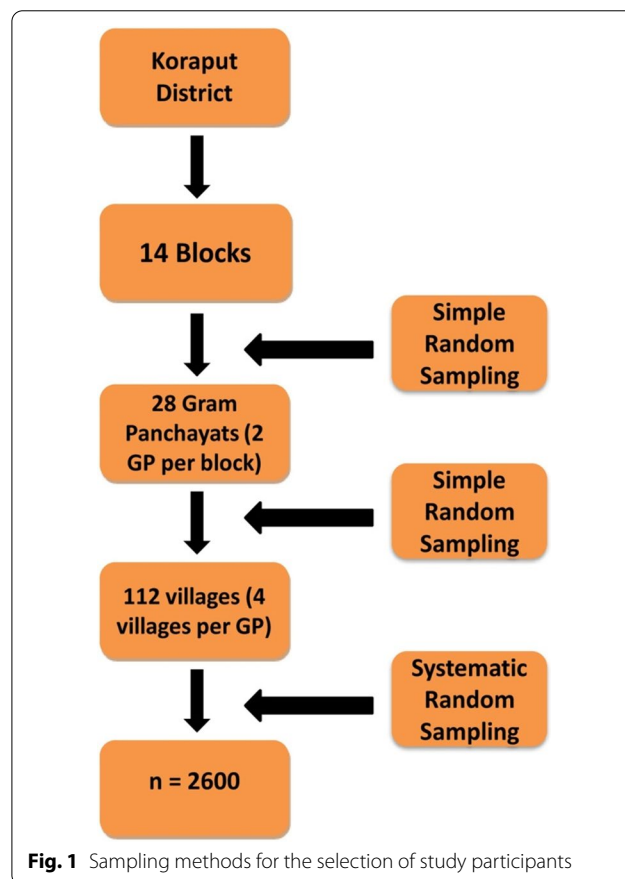 Koraput
District
14 Blocks
Simple
Random
Sampling
28 Gram
Panchayats (2
GP per block)
Simple
Random
Sampling
112 villages (4
villages per GP)
Systematic
Random
Sampling
n = 2600
Fig. 1 Sampling methods for the selection of study participants